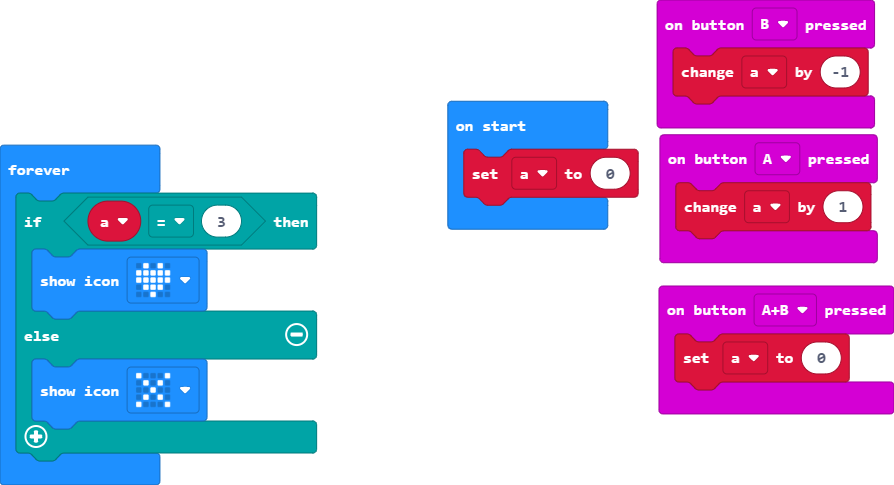 forever
if a = 3 then
show icon
else
show icon
on start
set a to 0
on button B pressed
change a by -1
on button A pressed
change a by 1
on button A+B pressed
set a to 0